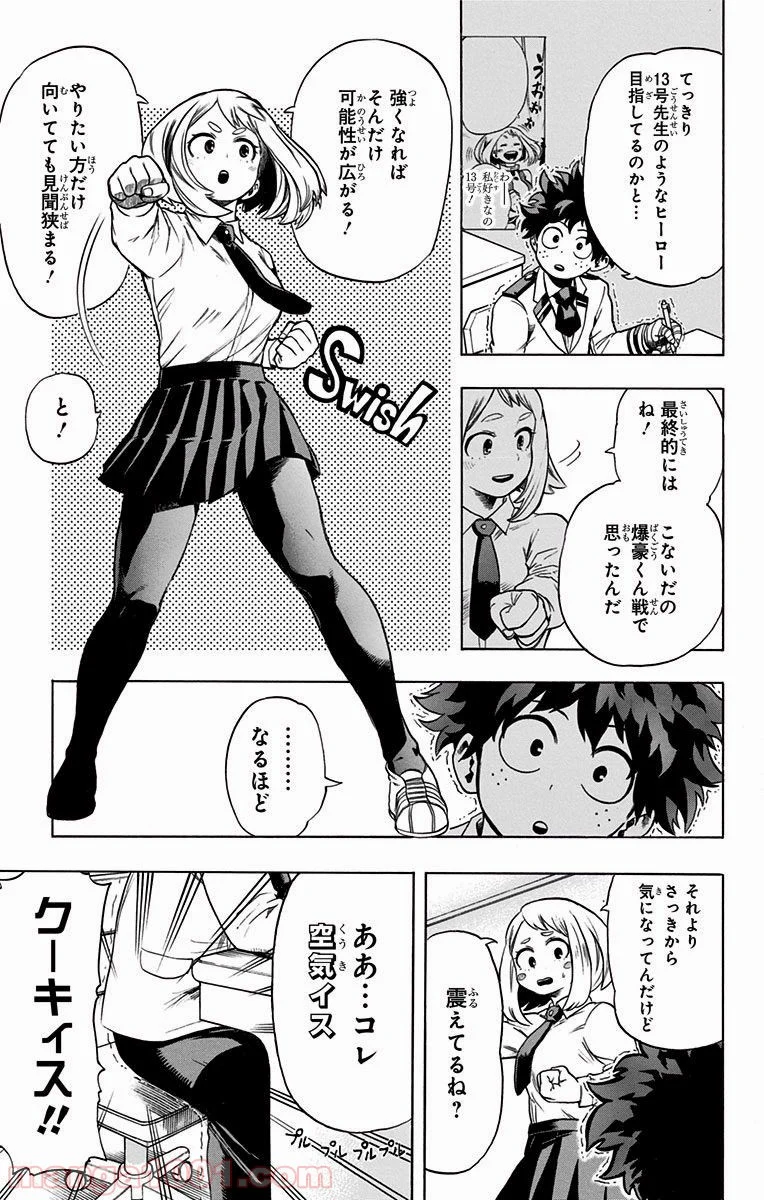 てっきり
13号先生のようなヒーロー
目指してるのかと…
うおおお
わー
私好きなの
13号!
最終的には
ね!
こないだの
爆豪くん戦で
思ったんだ
強くなれば
そんだけ
可能性が広がる!
やりたい方だけ
向いてても見聞狭まる!
Swish
と!
………
なるほど
それより
さっきから
気になってんだけど
震えてるね?
ああ…コレ
空気イス
プルプルプルプル
クーキィス!!